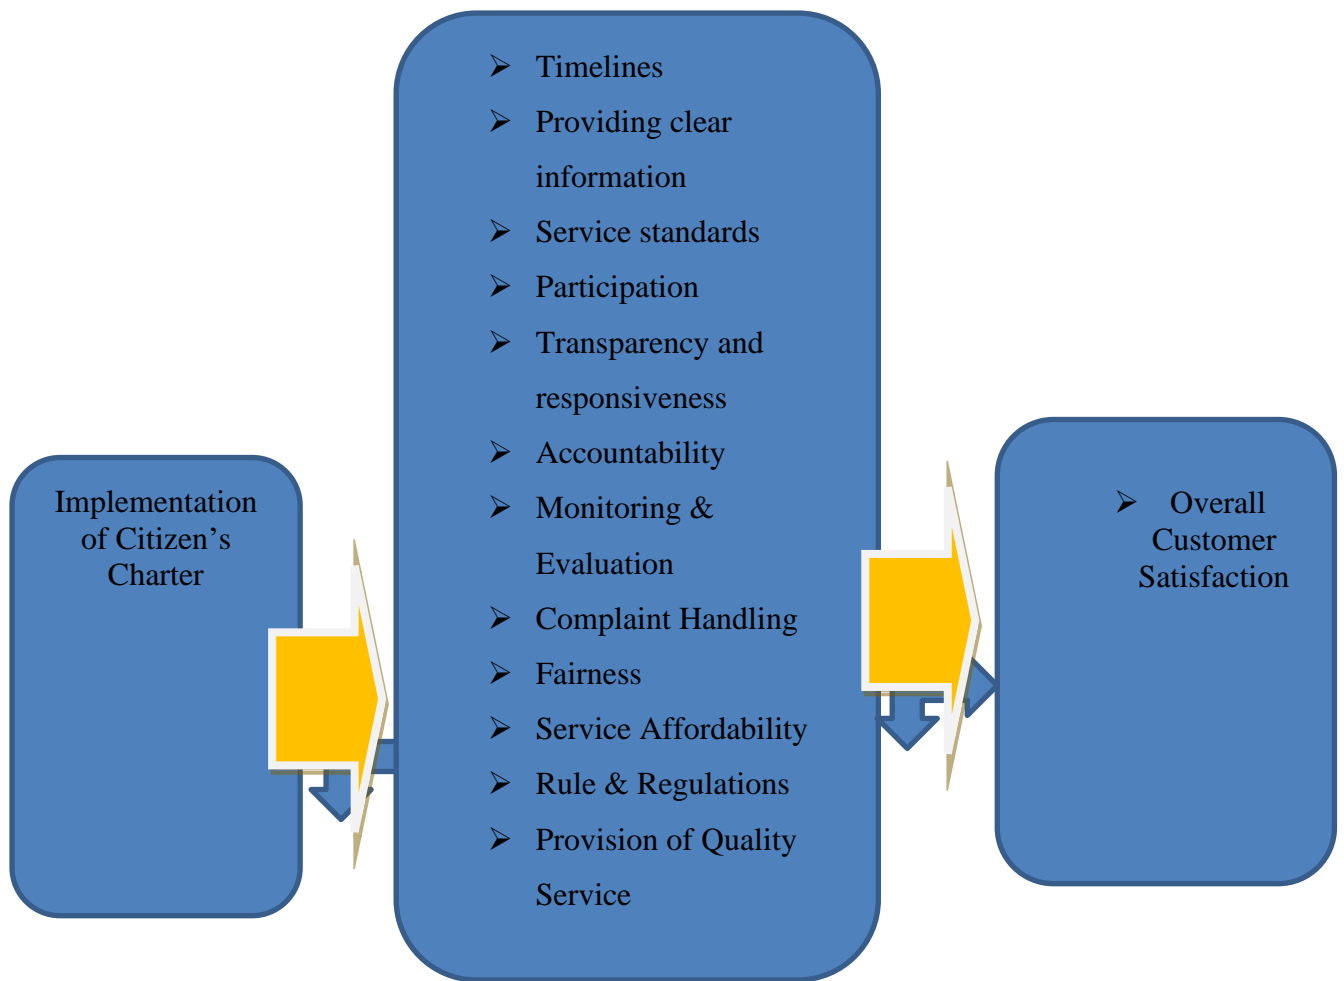 Implementation
of Citizen’s
Charter
➢ Timelines
➢ Providing clear
information
➢ Service standards
➢ Participation
➢ Transparency and
responsiveness
➢ Accountability
➢ Monitoring &
Evaluation
➢ Complaint Handling
➢ Fairness
➢ Service Affordability
➢ Rule & Regulations
➢ Provision of Quality
Service
➢ Overall
Customer
Satisfaction